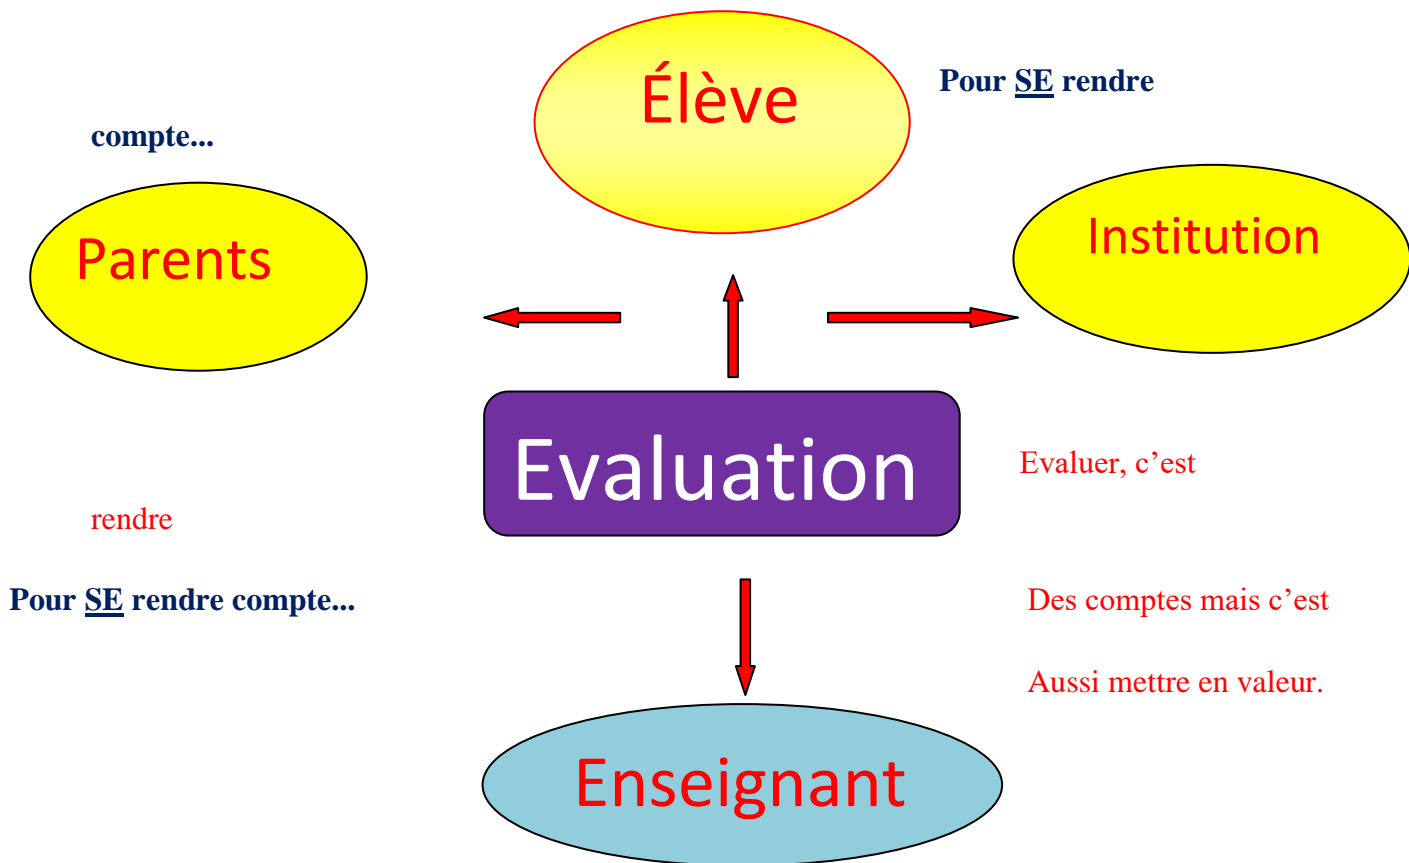 Élève
Pour SE rendre
compte...
Parents
Institution
Evaluation
Evaluer, c’est
rendre
Pour SE rendre compte...
Des comptes mais c’est
Aussi mettre en valeur.
Enseignant